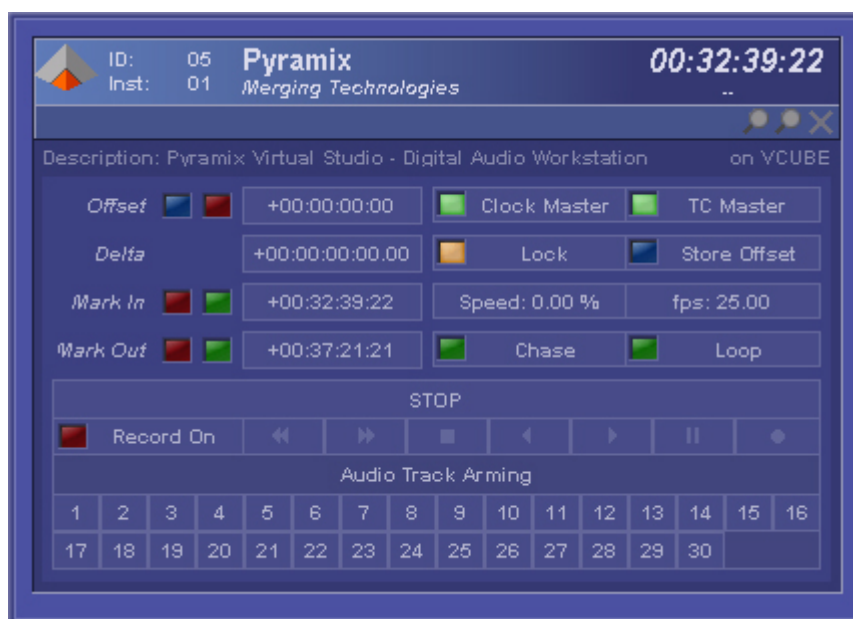 ID: 05 Pyramix 00:32:39:22
Inst: 01 Merging Technologies --
Description: Pyramix Virtual Studio - Digital Audio Workstation on VCUBE
Offset +00:00:00:00 Clock Master TC Master
Delta +00:00:00:00.00 Lock Store Offset
Mark In +00:32:39:22 Speed: 0.00 % fps: 25.00
Mark Out +00:37:21:21 Chase Loop
STOP
Record On
Audio Track Arming
1 2 3 4 5 6 7 8 9 10 11 12 13 14 15 16
17 18 19 20 21 22 23 24 25 26 27 28 29 30